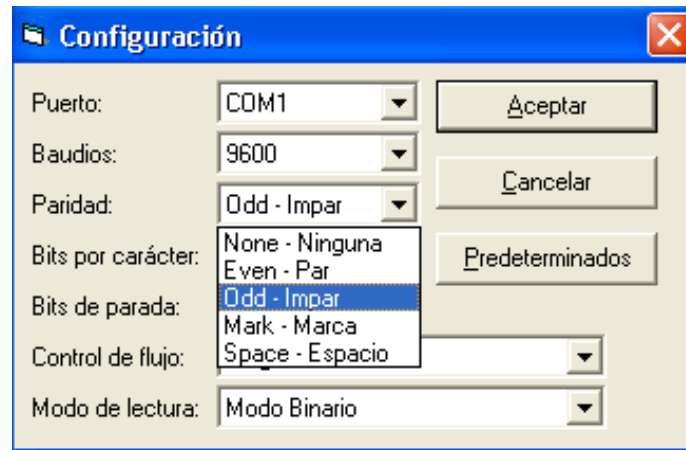 Configuración
Puerto: COM1 Aceptar
Baudios: 9600
Cancelar
Paridad: Odd - Impar
Bits por carácter: None - Ninguna Predeterminados
Even - Par
Odd - Impar
Bits de parada:
Mark - Marca
Control de flujo: Space - Espacio
Modo de lectura: Modo Binario